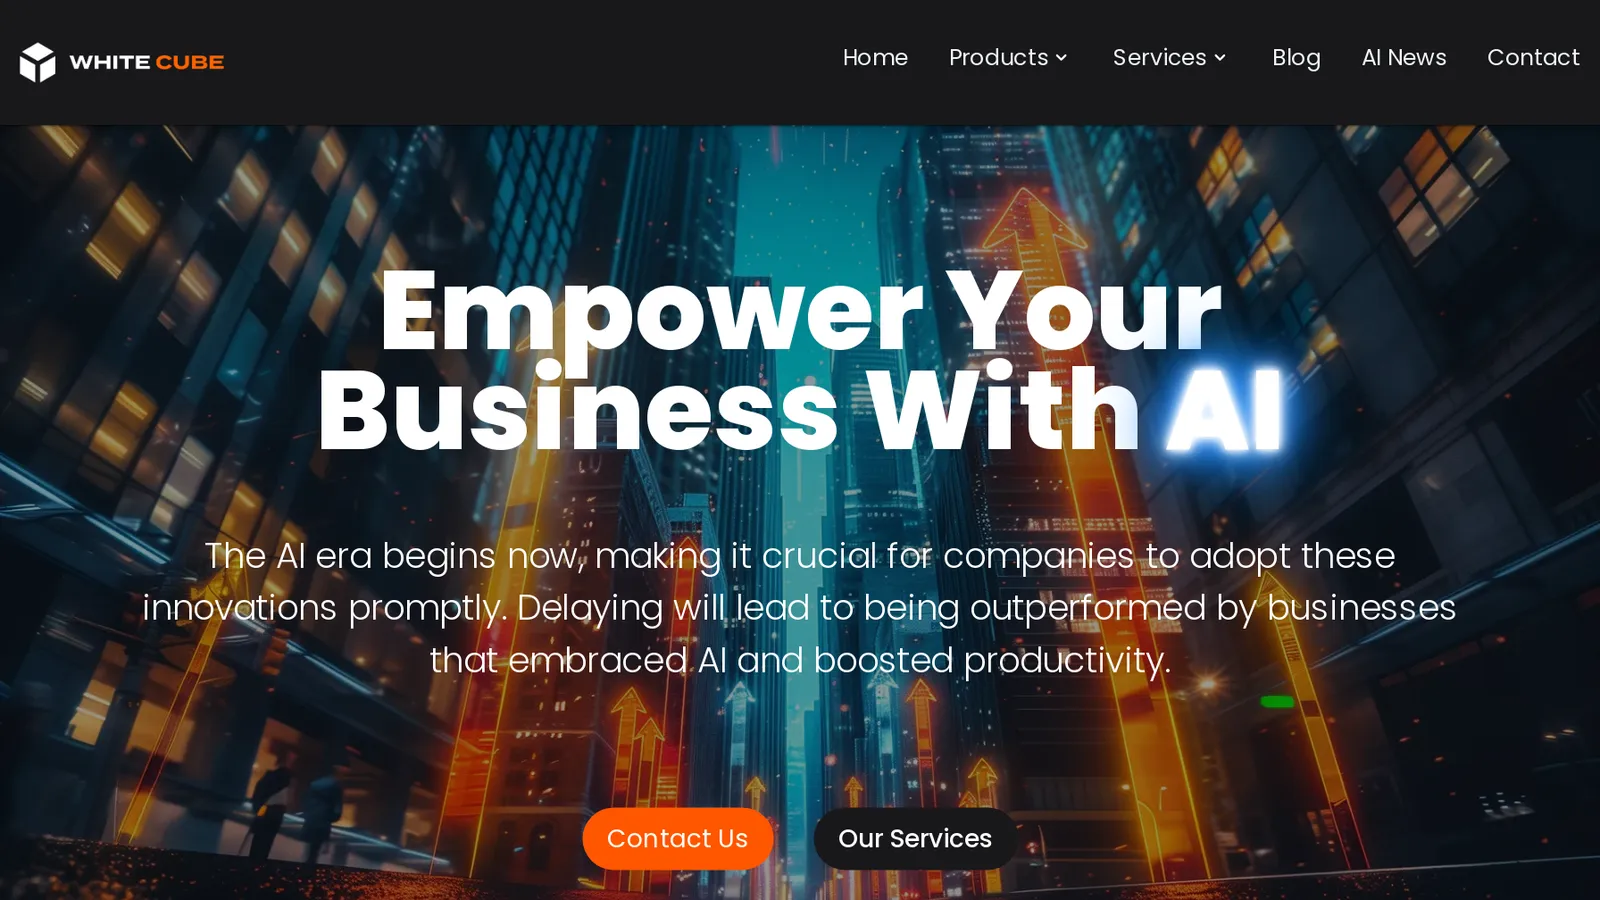 WHITE CUBE
Home
Products
Services
Blog
AI News
Contact
Empower Your
Business With AI
The AI era begins now, making it crucial for companies to adopt these
innovations promptly. Delaying will lead to being outperformed by businesses
that embraced AI and boosted productivity.
Contact Us
Our Services